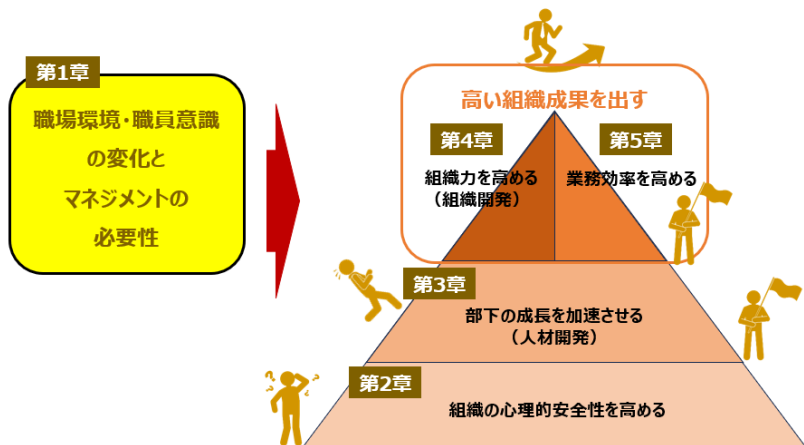 第1章
職場環境・職員意識
の変化と
マネジメントの
必要性
高い組織成果を出す
第4章
組織力を高める
（組織開発）
第5章
業務効率を高める
第3章
部下の成長を加速させる
（人材開発）
第2章
組織の心理的安全性を高める
? ? ?